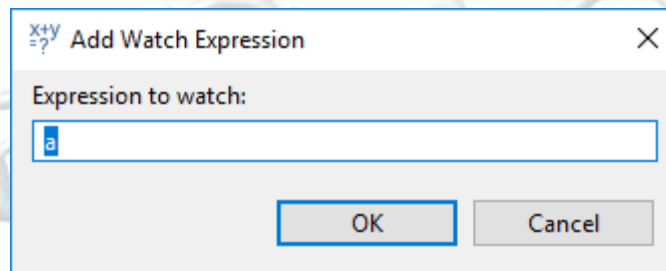 x+y
=?
Add Watch Expression
Expression to watch:
a
OK
Cancel